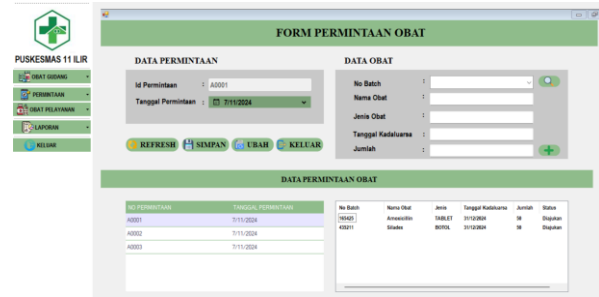 PUSKESMAS 11 ILIR
OBAT GUDANG
PERMINTAAN
OBAT PELAYANAN
LAPORAN
KELUAR
FORM PERMINTAAN OBAT
DATA PERMINTAAN
Id Permintaan : A0001
Tanggal Permintaan : 7/11/2024
REFRESH SIMPAN UBAH KELUAR
DATA OBAT
No Batch :
Nama Obat :
Jenis Obat :
Tanggal Kadaluarsa :
Jumlah :
DATA PERMINTAAN OBAT
NO PERMINTAAN TANGGAL PERMINTAAN
A0001 7/11/2024
A0002 7/11/2024
A0003 7/11/2024
No Batch Nama Obat Jenis Tanggal Kadaluarsa Jumlah Status
Amoxicillin TABLET 31/12/2024 50 Diajukan
Siladex BOTOL 31/12/2024 50 Diajukan